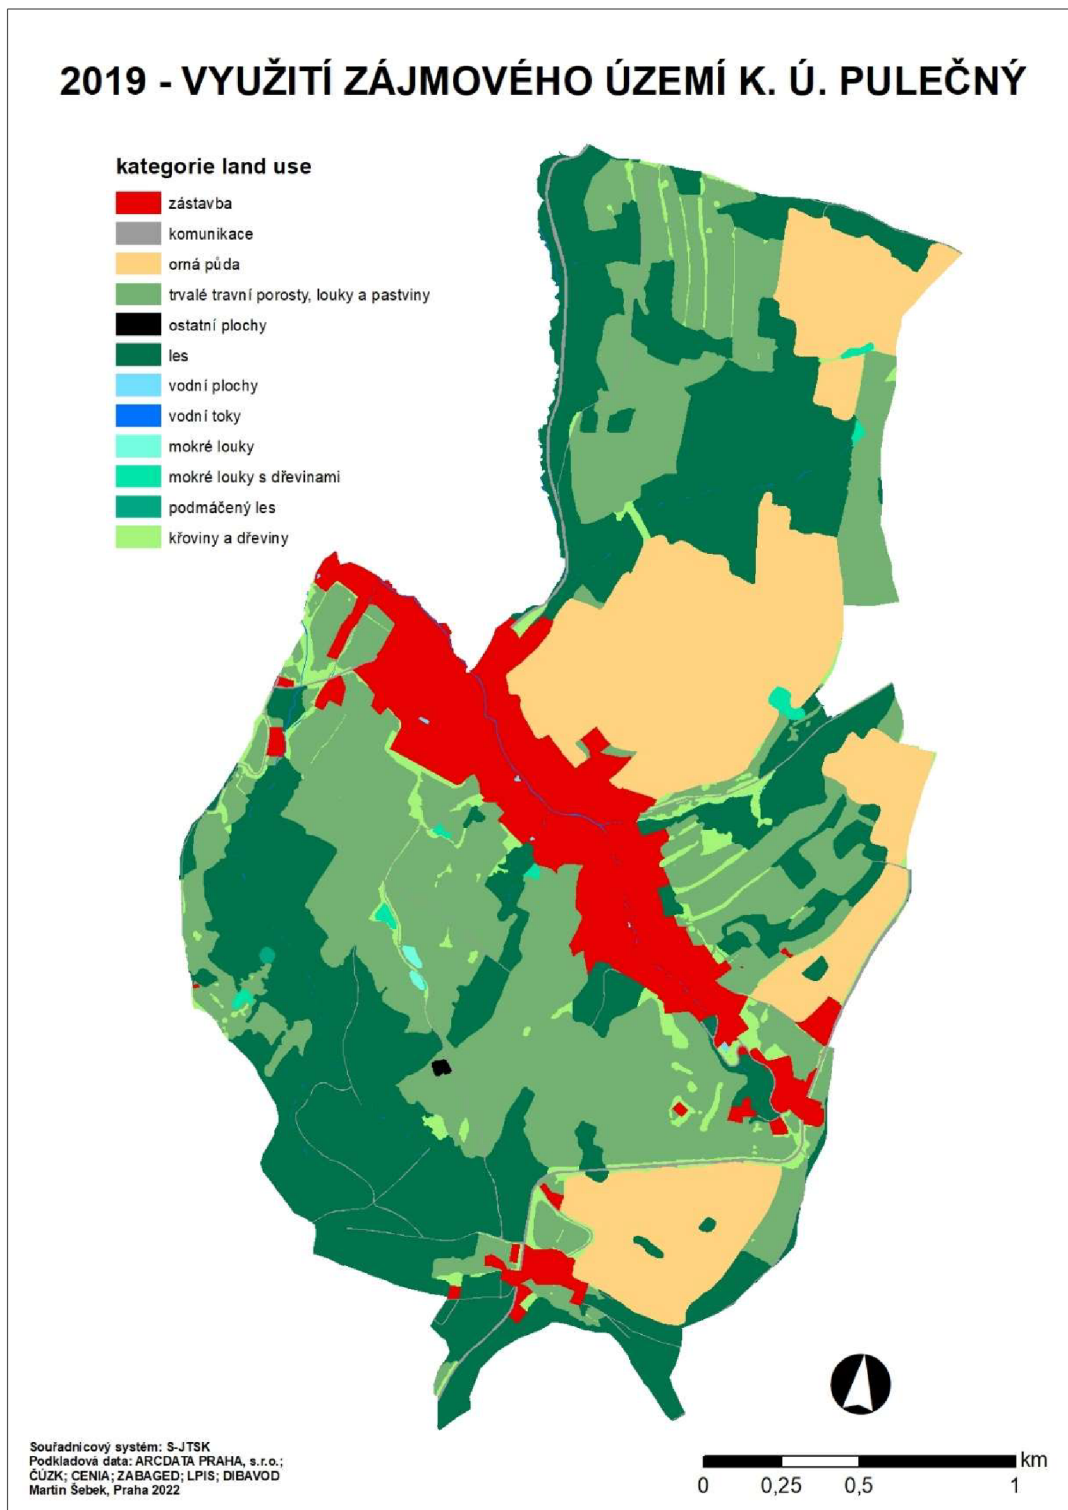 2019 - VYUŽITÍ ZÁJMOVÉHO ÚZEMÍ K. Ú. PULEČNÝ
kategorie land use
zástavba
komunikace
orná půda
trvalé travní porosty, louky a pastviny
ostatní plochy
les
vodní plochy
vodní toky
mokré louky
mokré louky s dřevinami
podmáčený les
křoviny a dřeviny
Souřadnicový systém: S-JTSK
Podkladová data: ARCDATA PRAHA, s.r.o.;
ČÚZK; CENIA; ZABAGED; LPIS; DIBAVOD
Martin Šebek, Praha 2022
km
0 0,25 0,5 1